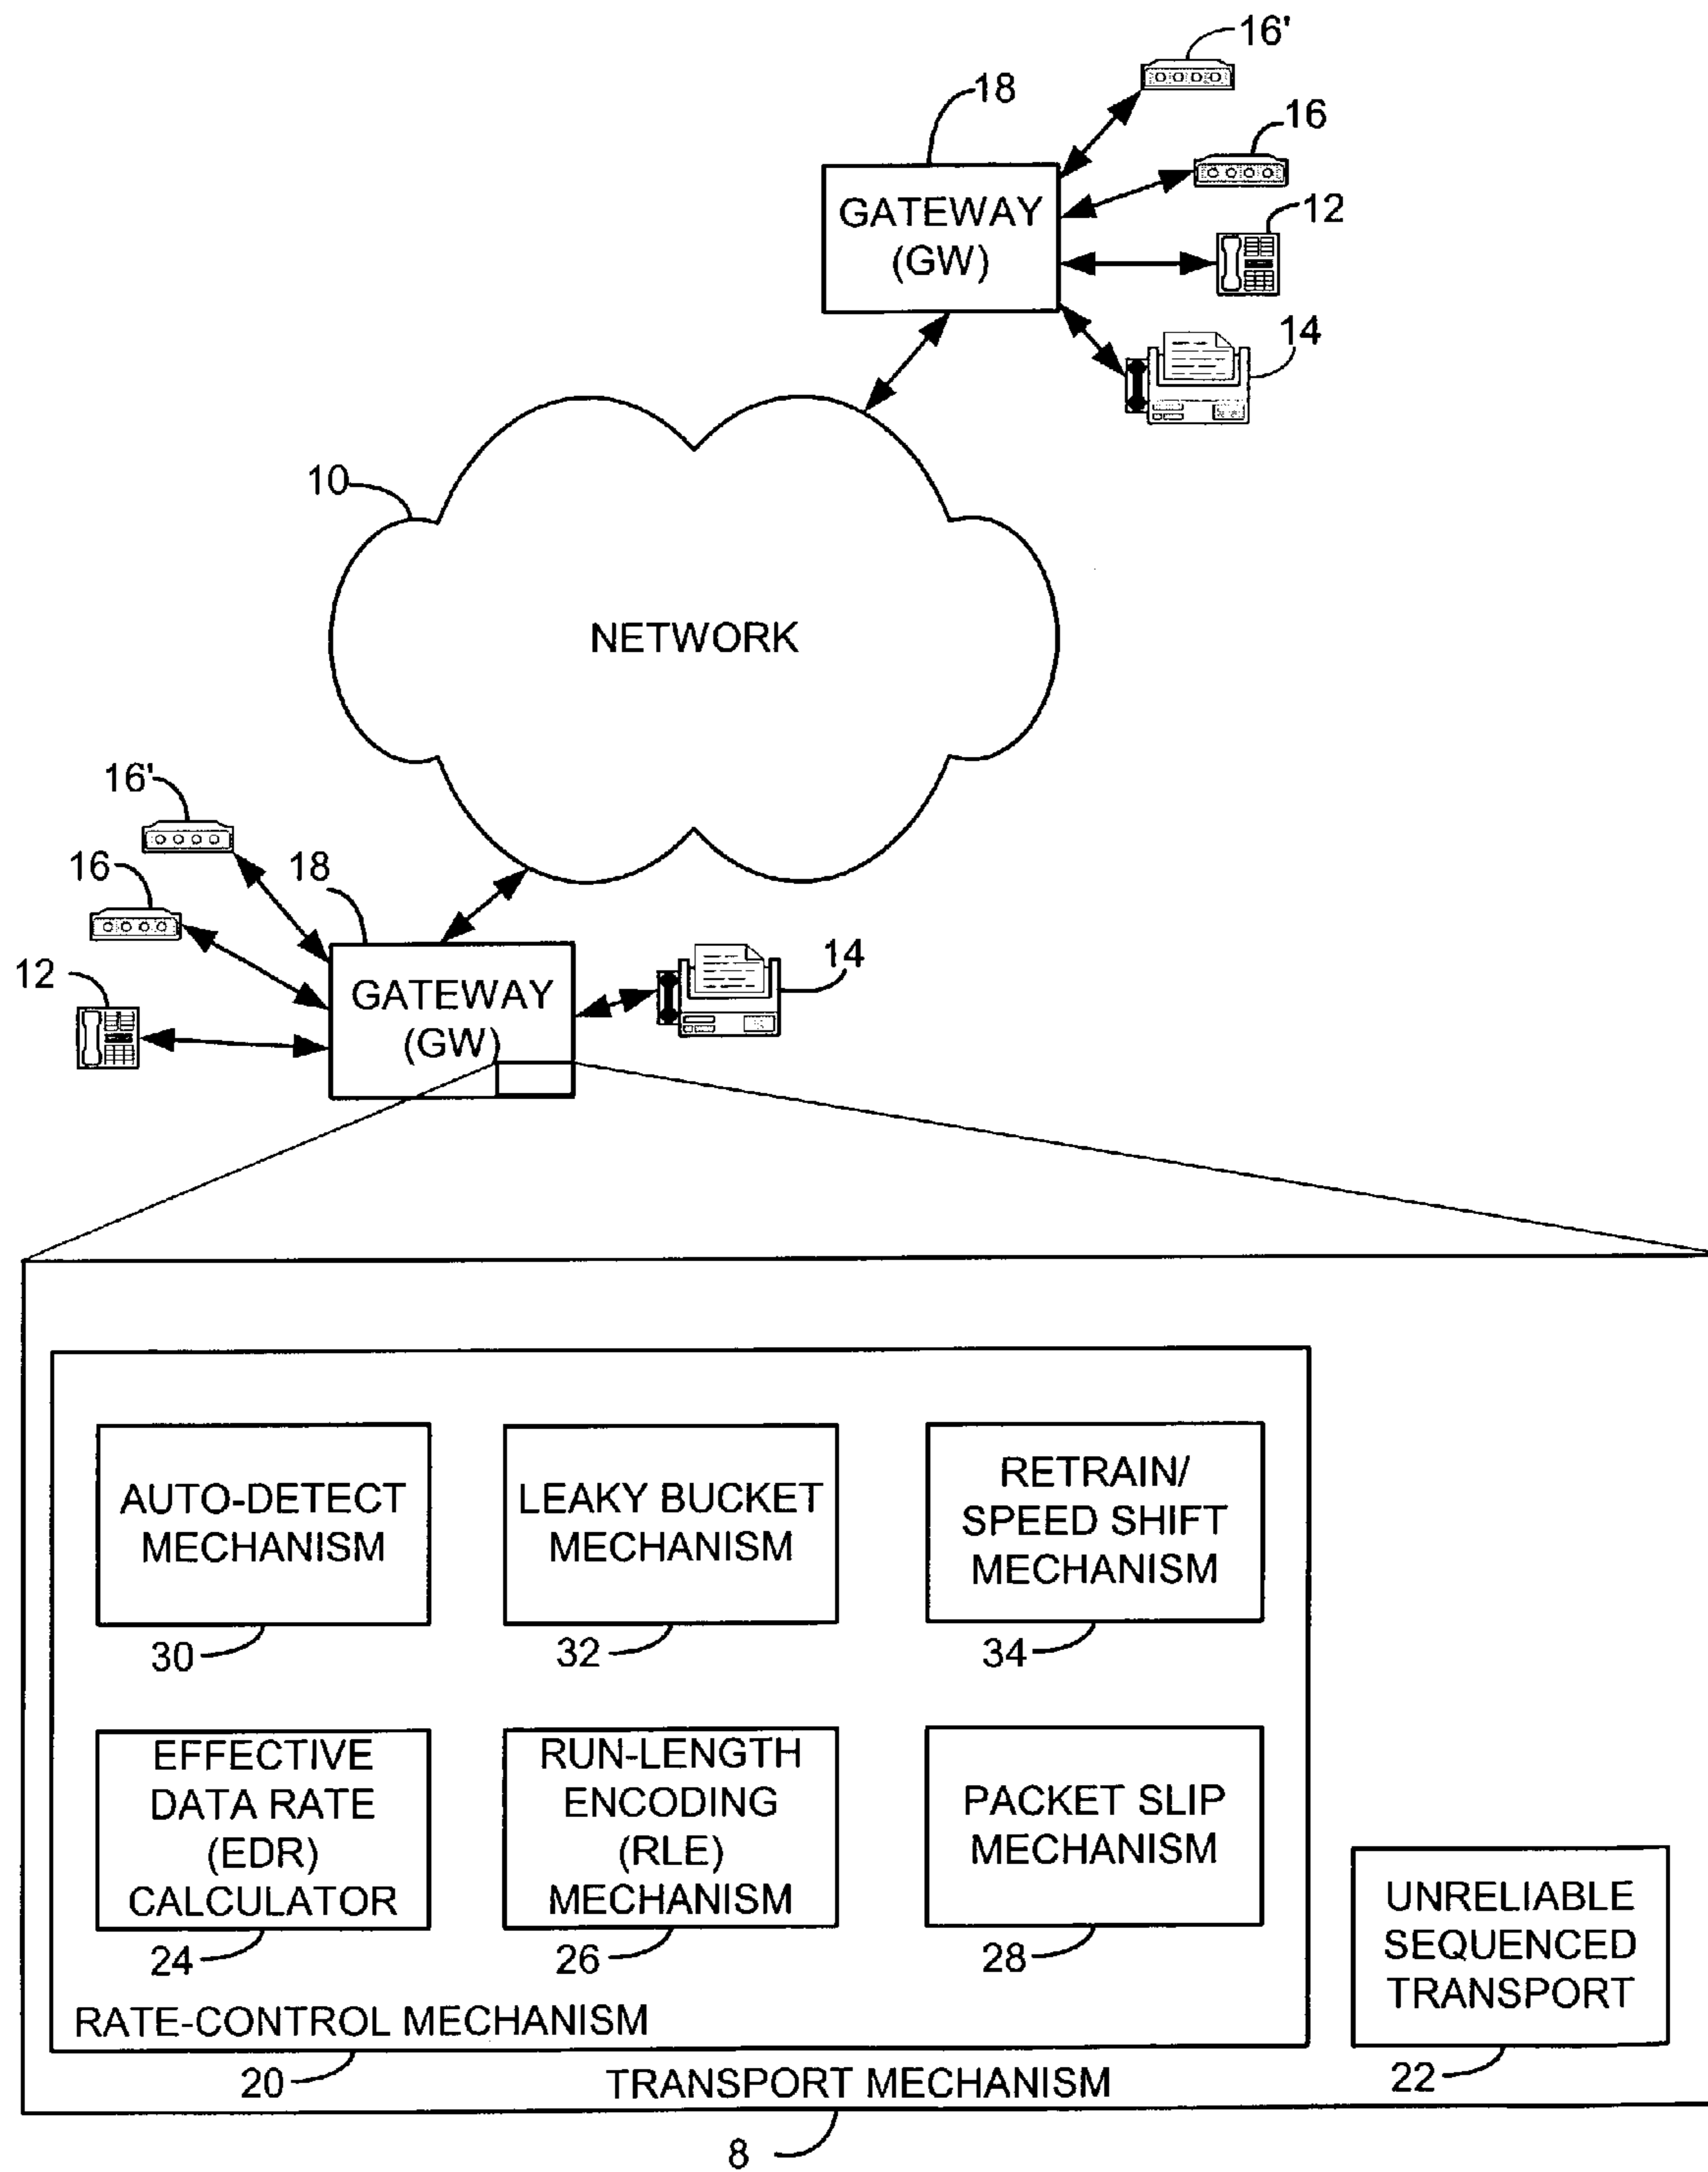 16'
18
16
GATEWAY
(GW)
12
14
10
NETWORK
16'
16
18
12
GATEWAY
(GW)
14
AUTO-DETECT
MECHANISM
30
LEAKY BUCKET
MECHANISM
32
RETRAIN/
SPEED SHIFT
MECHANISM
34
EFFECTIVE
DATA RATE
(EDR)
CALCULATOR
24
RUN-LENGTH
ENCODING
(RLE)
MECHANISM
26
PACKET SLIP
MECHANISM
28
UNRELIABLE
SEQUENCED
TRANSPORT
22
RATE-CONTROL MECHANISM
20
TRANSPORT MECHANISM
8